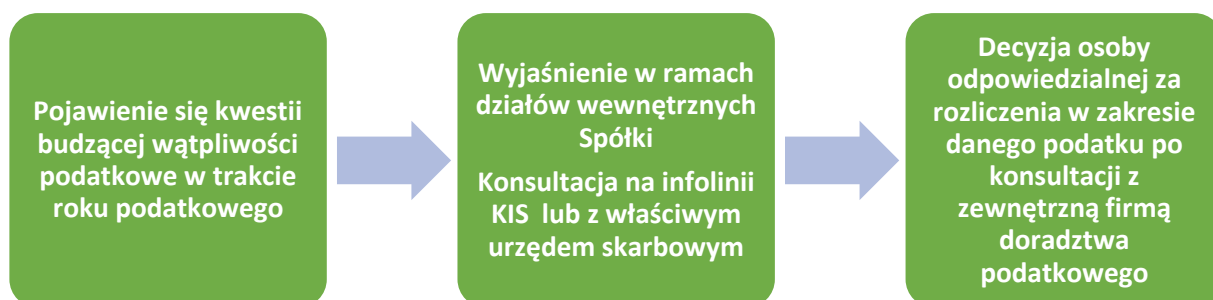 Pojawienie się kwestii
budzącej wątpliwości
podatkowe w trakcie
roku podatkowego
Wyjaśnienie w ramach
działów wewnętrznych
Spółki
Konsultacja na infolinii
KIS lub z właściwym
urzędem skarbowym
Decyzja osoby
odpowiedzialnej za
rozliczenia w zakresie
danego podatku po
konsultacji z
zewnętrzną firmą
doradztwa
podatkowego